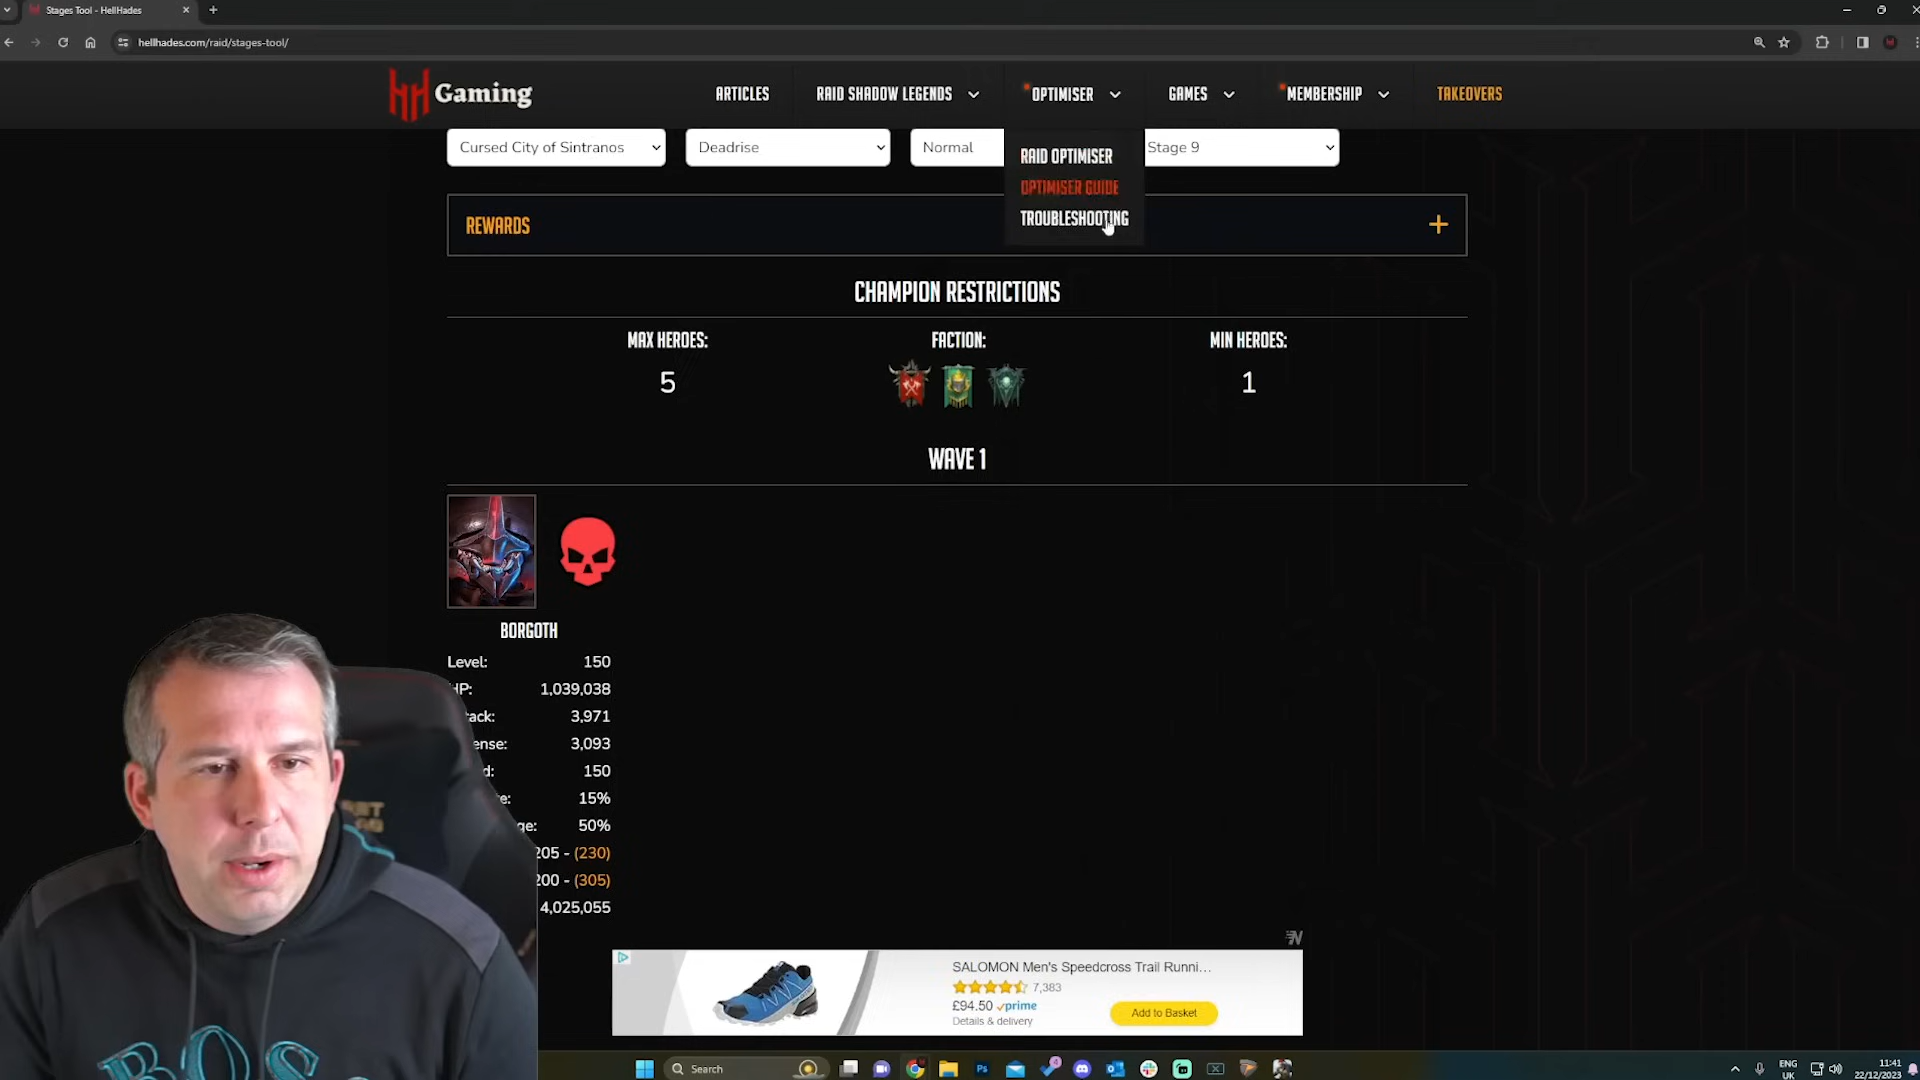 Stages Tool - HellHades
hellhades.com/raid/stages-tool/
Gaming
ARTICLES
RAID SHADOW LEGENDS
OPTIMISER
GAMES
MEMBERSHIP
TAKEOVERS
Cursed City of Sintranos
Deadrise
Normal
Stage 9
RAID OPTIMISER
OPTIMISER GUIDE
TROUBLESHOOTING
REWARDS
CHAMPION RESTRICTIONS
MAX HEROES:
FACTION:
MIN HEROES:
5
1
WAVE 1
BORGOTH
Level: 150
HP: 1,039,038
tack: 3,971
ense: 3,093
d: 150
e: 15%
ge: 50%
205 - (230)
200 - (305)
4,025,055
SALOMON Men's Speedcross Trail Runni...
7,383
£94.50 prime
Details & delivery
Add to Basket
BOSS
Search
ENG
UK
11:41
22/12/2023